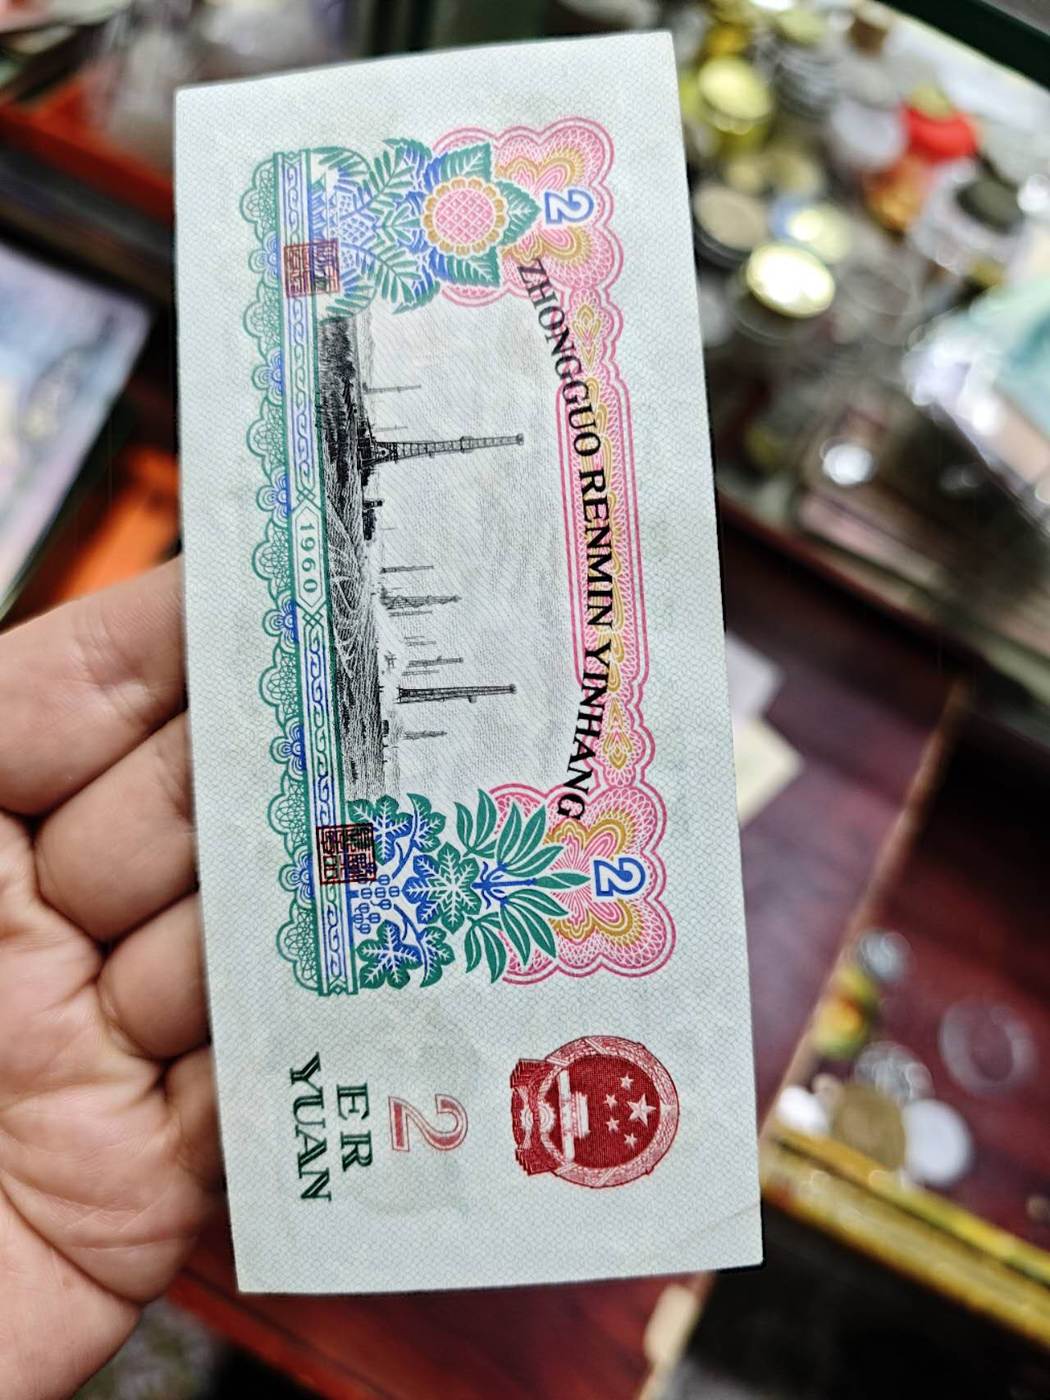 ZHONGGUO RENMIN YINHANG
2
2
1960
2
ER
YUAN